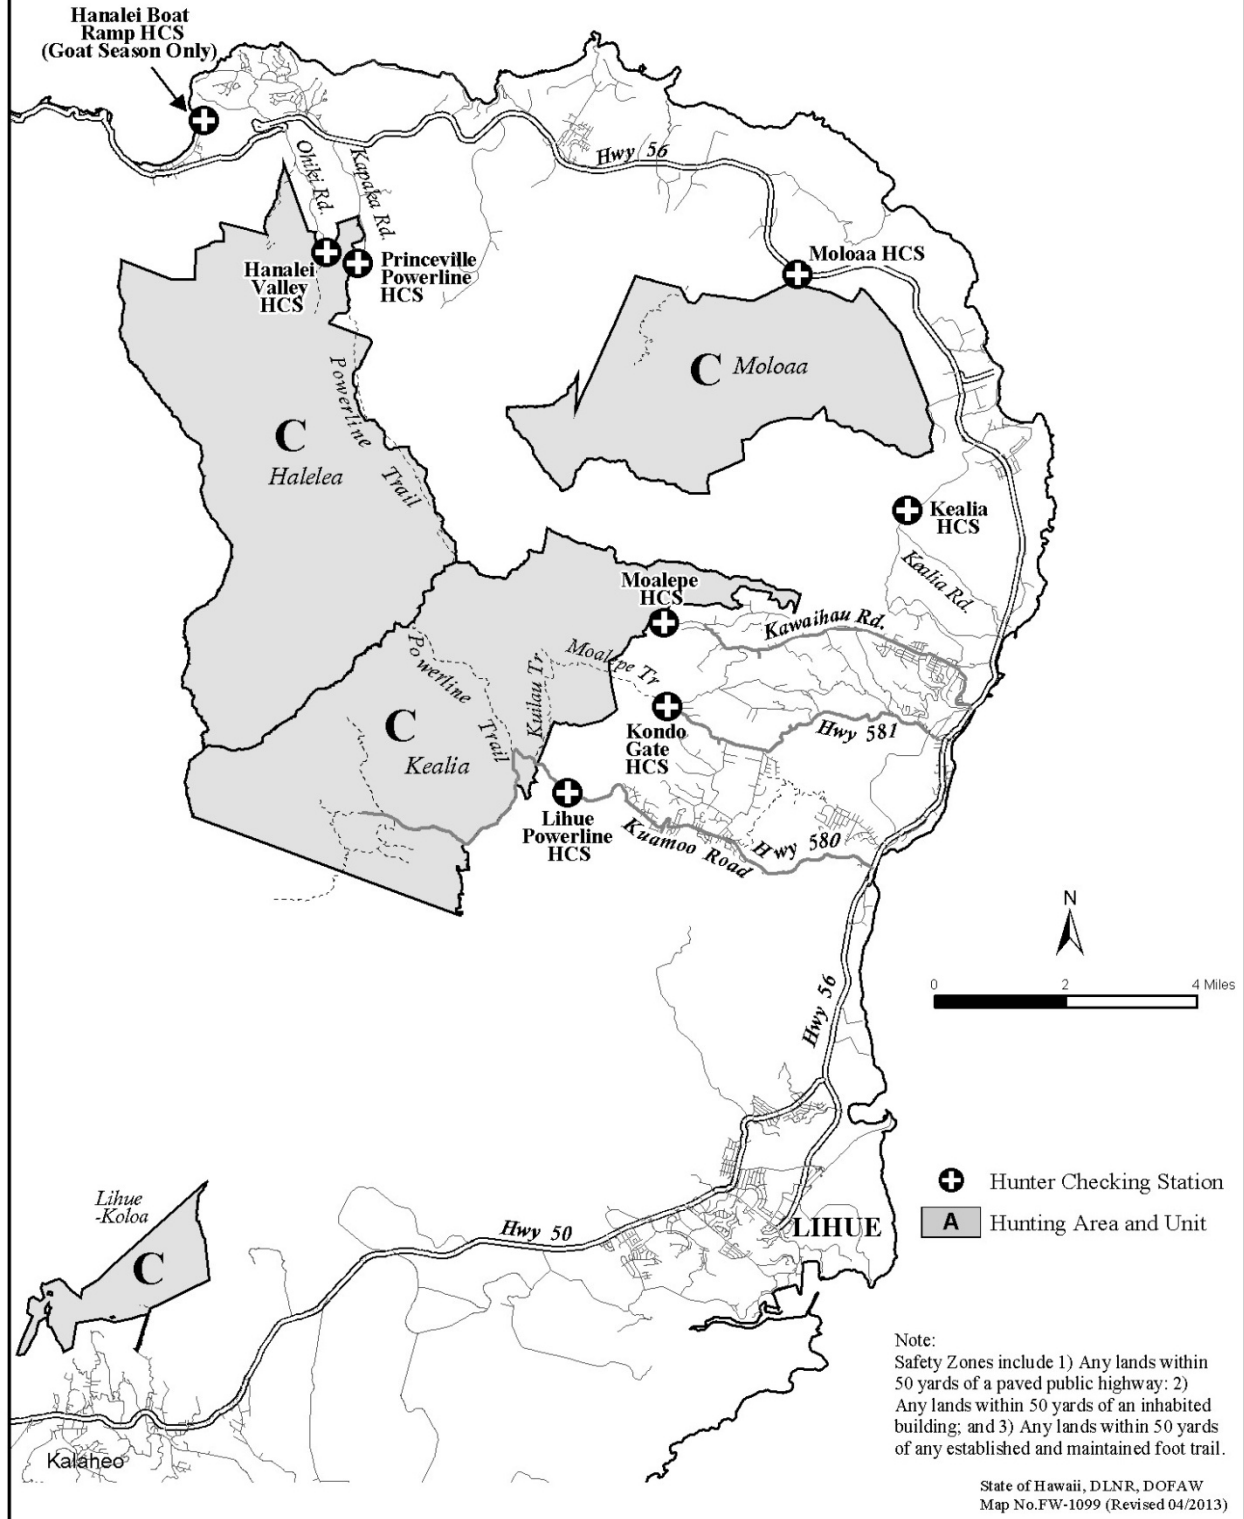 Hanalei Boat
Ramp HCS
(Goat Season Only)
Ohiki Rd.
Kapaka Rd.
Hwy 56
Hanalei
Valley
HCS
Princeville
Powerline
HCS
Moloaa HCS
C Moloaa
Powerline
Trail
C
Halelea
Kealia
HCS
Kealia Rd.
Moalepe
HCS
Kawaihau Rd.
Moalepe Tr
Powerline
Trail
Kuilau Tr
C
Kealia
Kondo
Gate
HCS
Hwy 581
Lihue
Powerline
HCS
Kuamoo Road
Hwy 580
N
0 2 4 Miles
Hwy 56
Lihue
-Koloa
C
Hwy 50
LIHUE
Hunter Checking Station
A Hunting Area and Unit
Kalaheo
Note:
Safety Zones include 1) Any lands within
50 yards of a paved public highway: 2)
Any lands within 50 yards of an inhabited
building; and 3) Any lands within 50 yards
of any established and maintained foot trail.
State of Hawaii, DLNR, DOFAW
Map No.FW-1099 (Revised 04/2013)